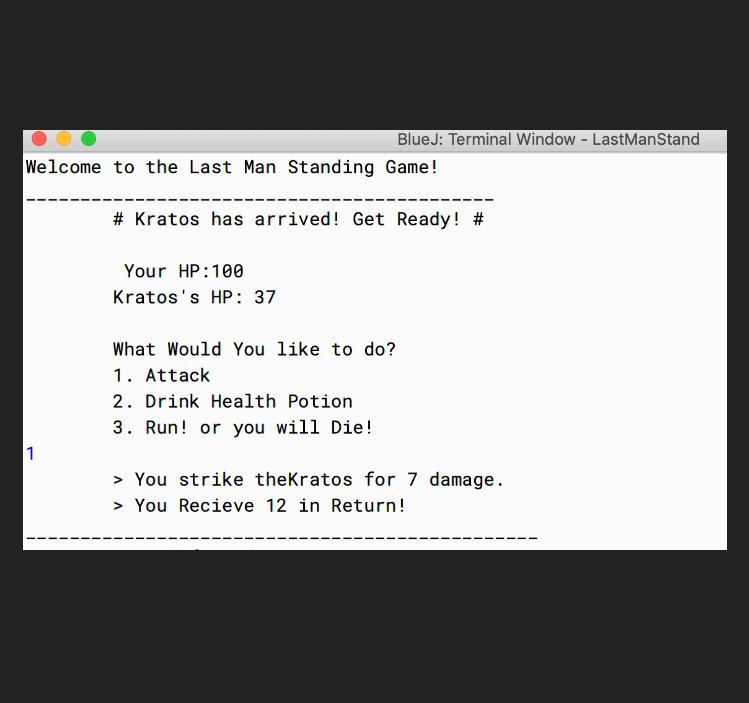 BlueJ: Terminal Window - LastManStand
Welcome to the Last Man Standing Game!
-------------------------------------------
# Kratos has arrived! Get Ready! #
Your HP:100
Kratos's HP: 37
What Would You like to do?
1. Attack
2. Drink Health Potion
3. Run! or you will Die!
1
> You strike theKratos for 7 damage.
> You Recieve 12 in Return!
-----------------------------------------------